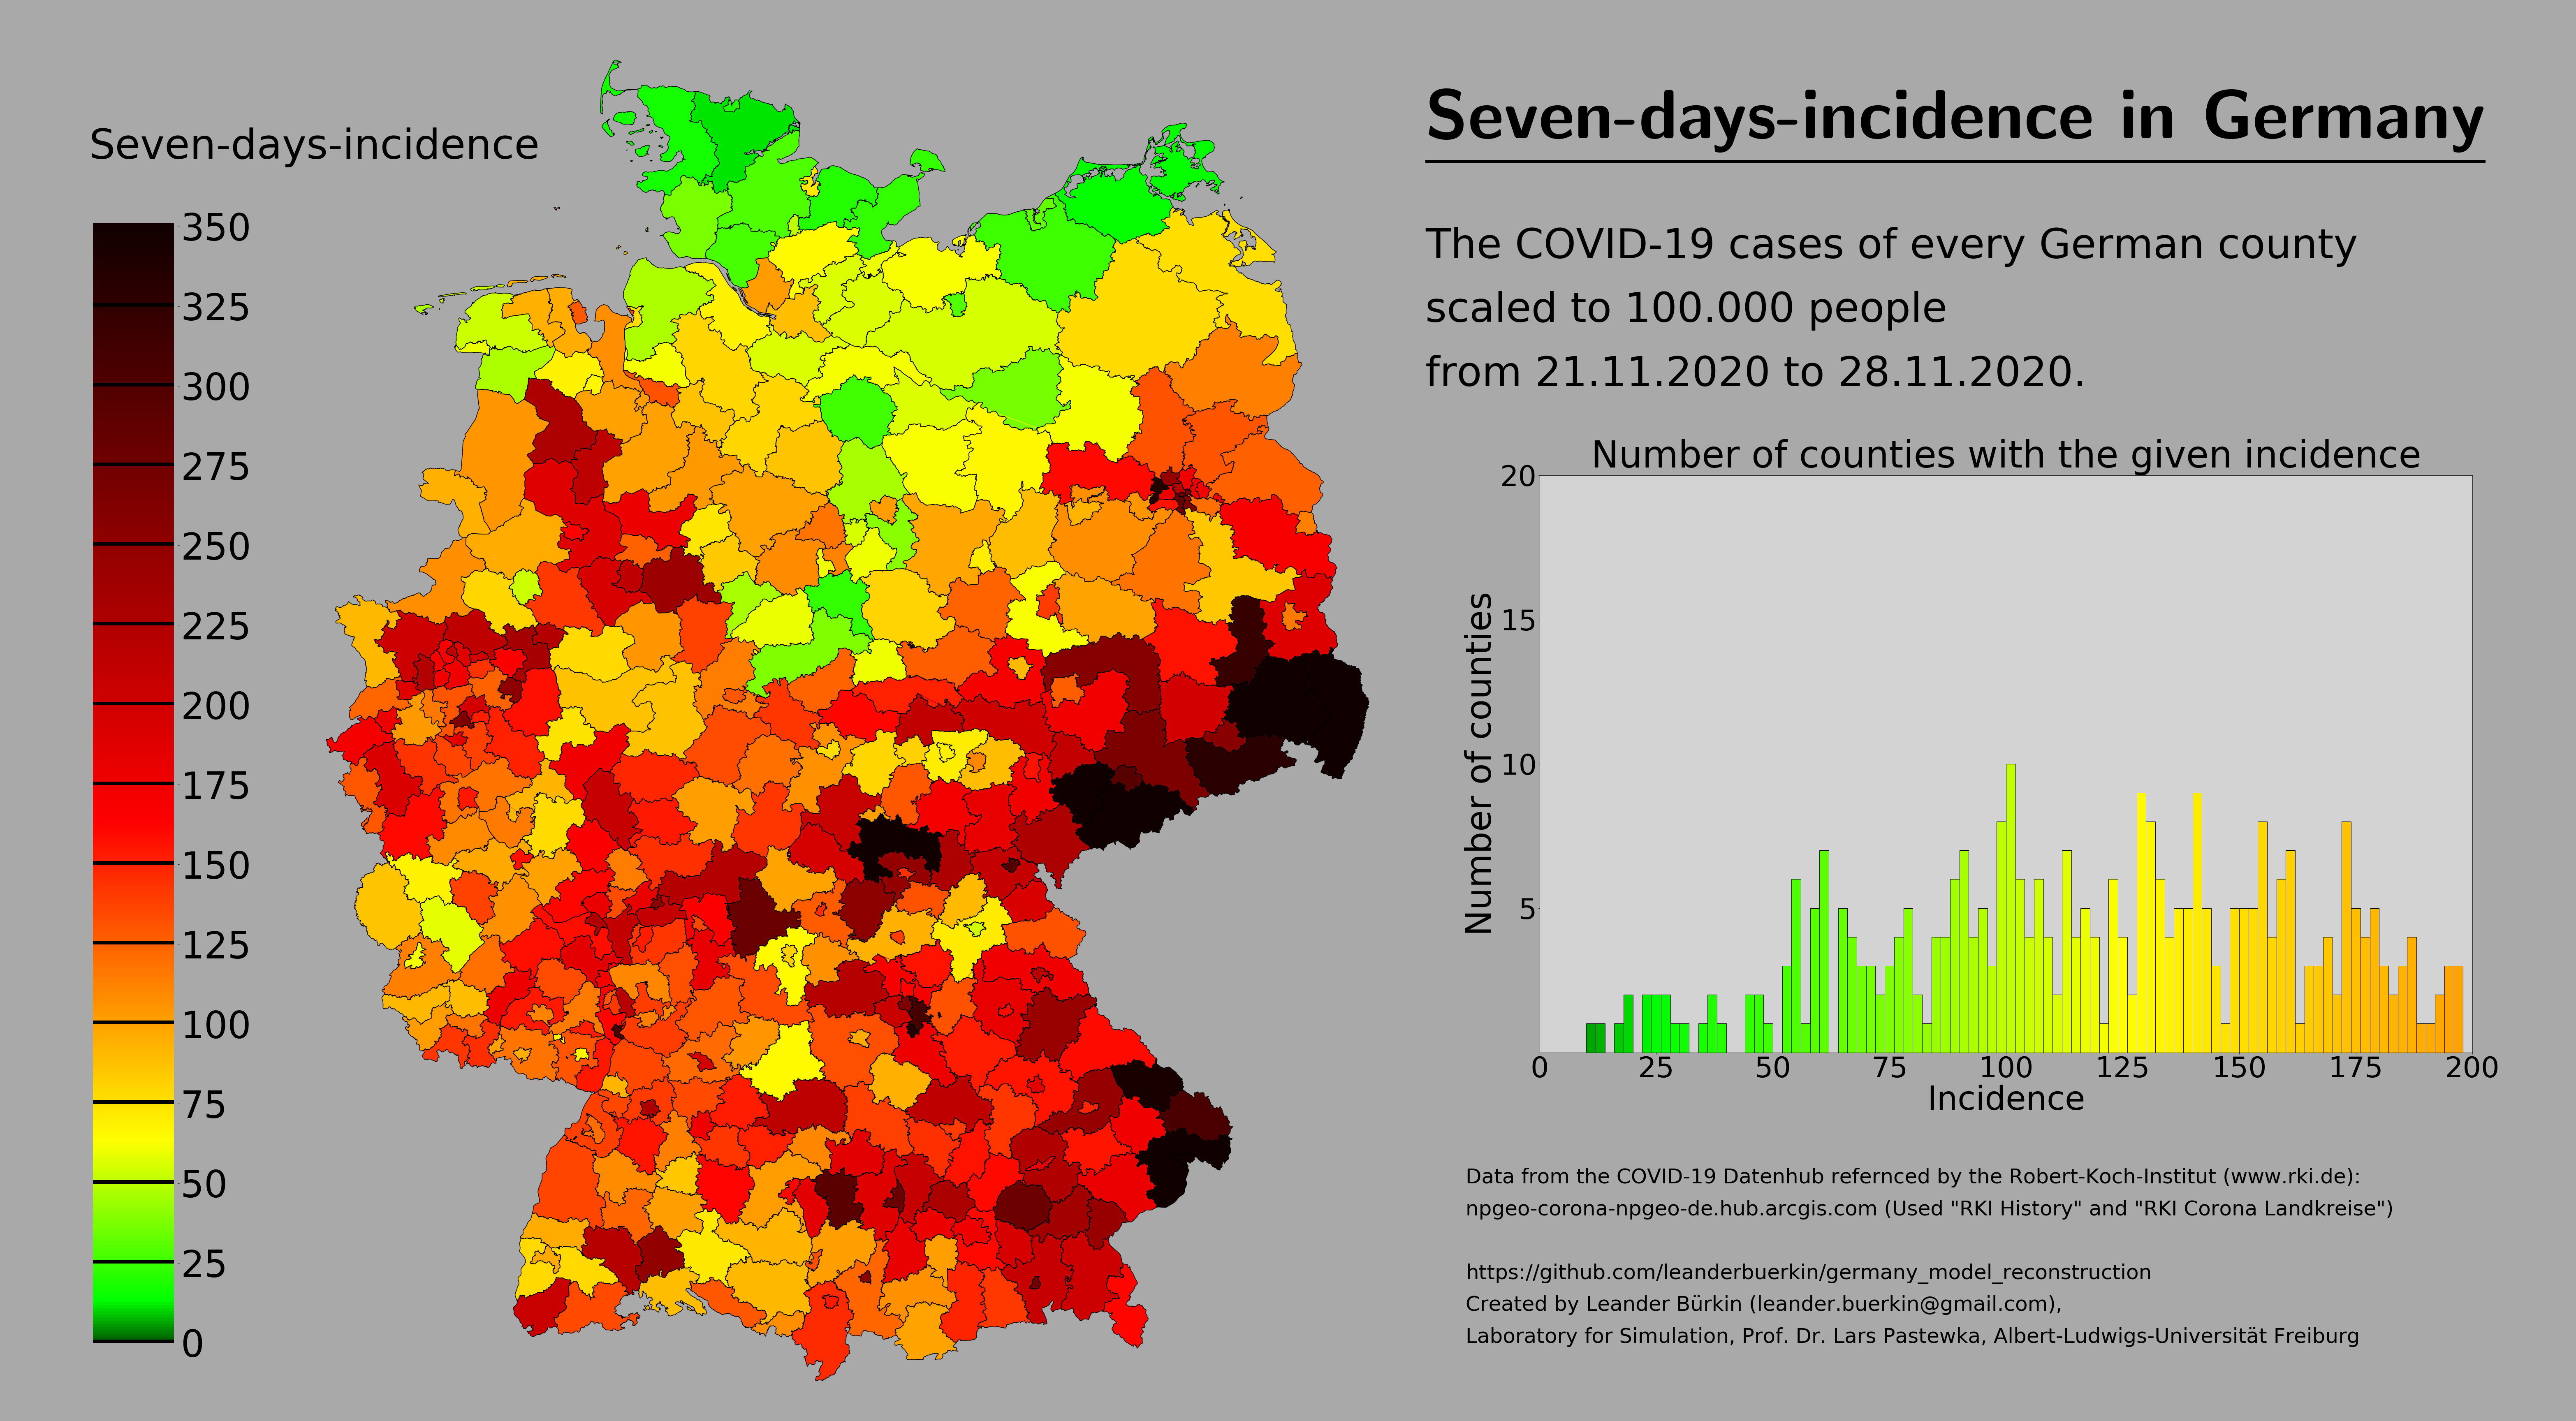 Seven-days-incidence
350
325
300
275
250
225
200
175
150
125
100
75
50
25
0
Seven-days-incidence in Germany
The COVID-19 cases of every German county
scaled to 100.000 people
from 21.11.2020 to 28.11.2020.
Number of counties with the given incidence
Number of counties
20
15
10
5
0 25 50 75 100 125 150 175 200
Incidence
Data from the COVID-19 Datenhub refernced by the Robert-Koch-Institut (www.rki.de):
npgeo-corona-npgeo-de.hub.arcgis.com (Used "RKI History" and "RKI Corona Landkreise")
https://github.com/leanderbuerkin/germany_model_reconstruction
Created by Leander Bürkin (leander.buerkin@gmail.com),
Laboratory for Simulation, Prof. Dr. Lars Pastewka, Albert-Ludwigs-Universität Freiburg